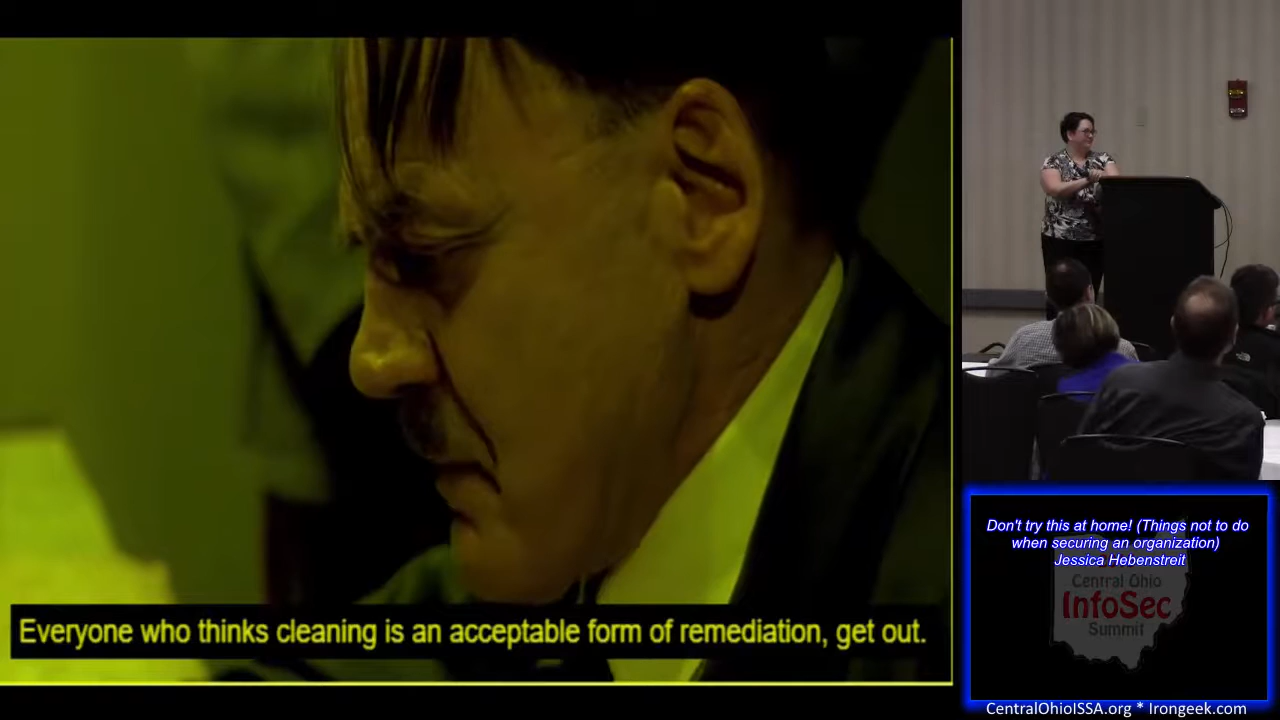 Everyone who thinks cleaning is an acceptable form of remediation, get out.
Don't try this at home! (Things not to do
when securing an organization)
Jessica Hebenstreit
Central Ohio
InfoSec
Summit
CentralOhioISSA.org * Irongeek.com